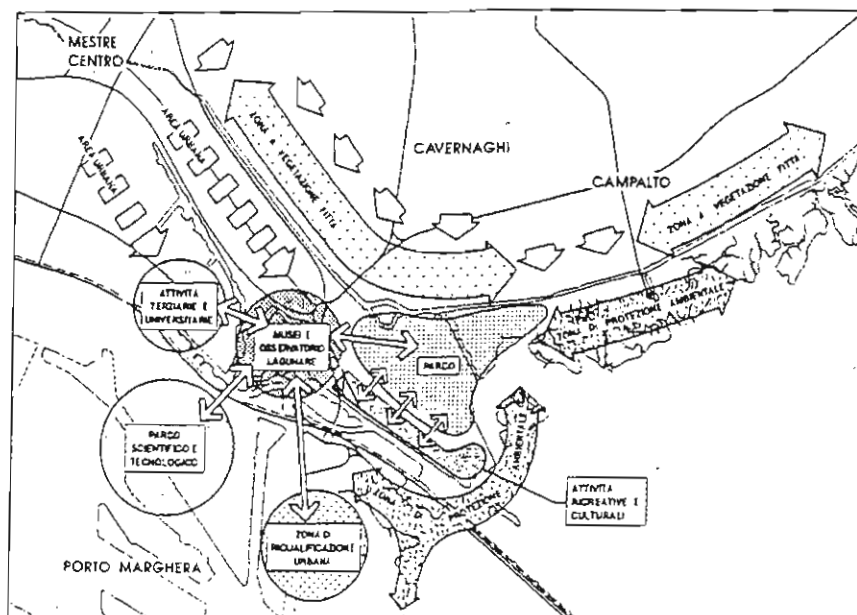 MESTRE
CENTRO
AREA URBANA
AREA URBANA
ZONA A VEGETAZIONE FITTA
CAVERNAGHI
CAMPALTO
ZONA A VEGETAZIONE FITTA
ZONA DI PROTEZIONE AMBIENTALE
ATTIVITÀ
TERZIARIE E
UNIVERSITARIE
MUSEI E
OSSERVATORIO
LAGUNARE
PARCO
PARCO
SCIENTIFICO E
TECNOLOGICO
ZONA DI PROTEZIONE AMBIENTALE
ATTIVITÀ
RICREATIVE E
CULTURALI
ZONA DI
RIQUALIFICAZIONE
URBANA
PORTO MARGHERA